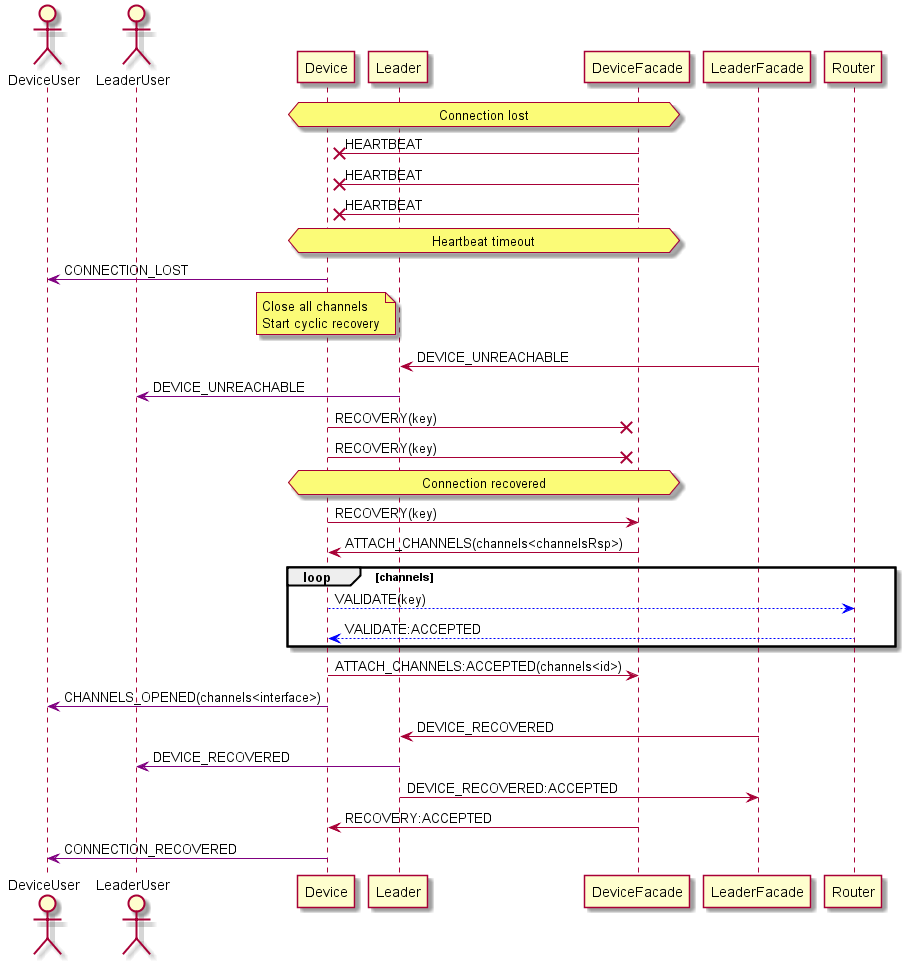 DeviceUser
LeaderUser
Device
Leader
DeviceFacade
LeaderFacade
Router
Connection lost
HEARTBEAT
HEARTBEAT
HEARTBEAT
Heartbeat timeout
CONNECTION_LOST
Close all channels
Start cyclic recovery
DEVICE_UNREACHABLE
DEVICE_UNREACHABLE
RECOVERY(key)
RECOVERY(key)
Connection recovered
RECOVERY(key)
ATTACH_CHANNELS(channels<channelsRsp>)
loop [channels]
VALIDATE(key)
VALIDATE:ACCEPTED
ATTACH_CHANNELS:ACCEPTED(channels<id>)
CHANNELS_OPENED(channels<interface>)
DEVICE_RECOVERED
DEVICE_RECOVERED
DEVICE_RECOVERED:ACCEPTED
RECOVERY:ACCEPTED
CONNECTION_RECOVERED
DeviceUser
LeaderUser
Device
Leader
DeviceFacade
LeaderFacade
Router